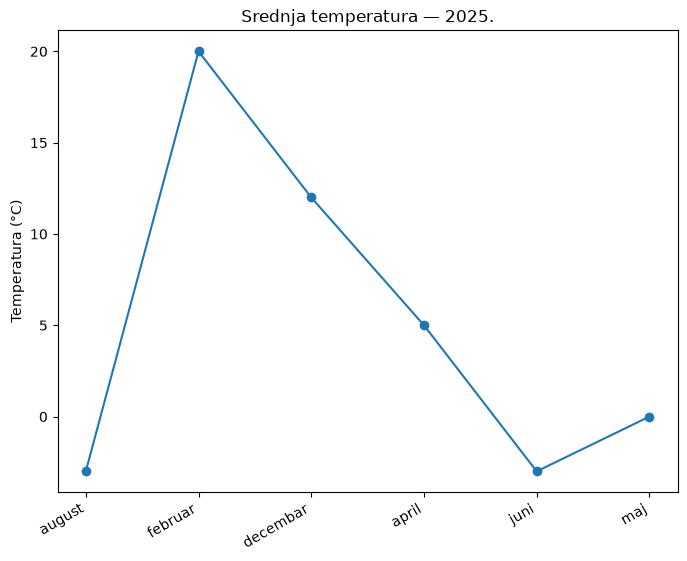 Srednja temperatura — 2025.
Temperatura (°C)
20
15
10
5
0
august
februar
decembar
april
juni
maj